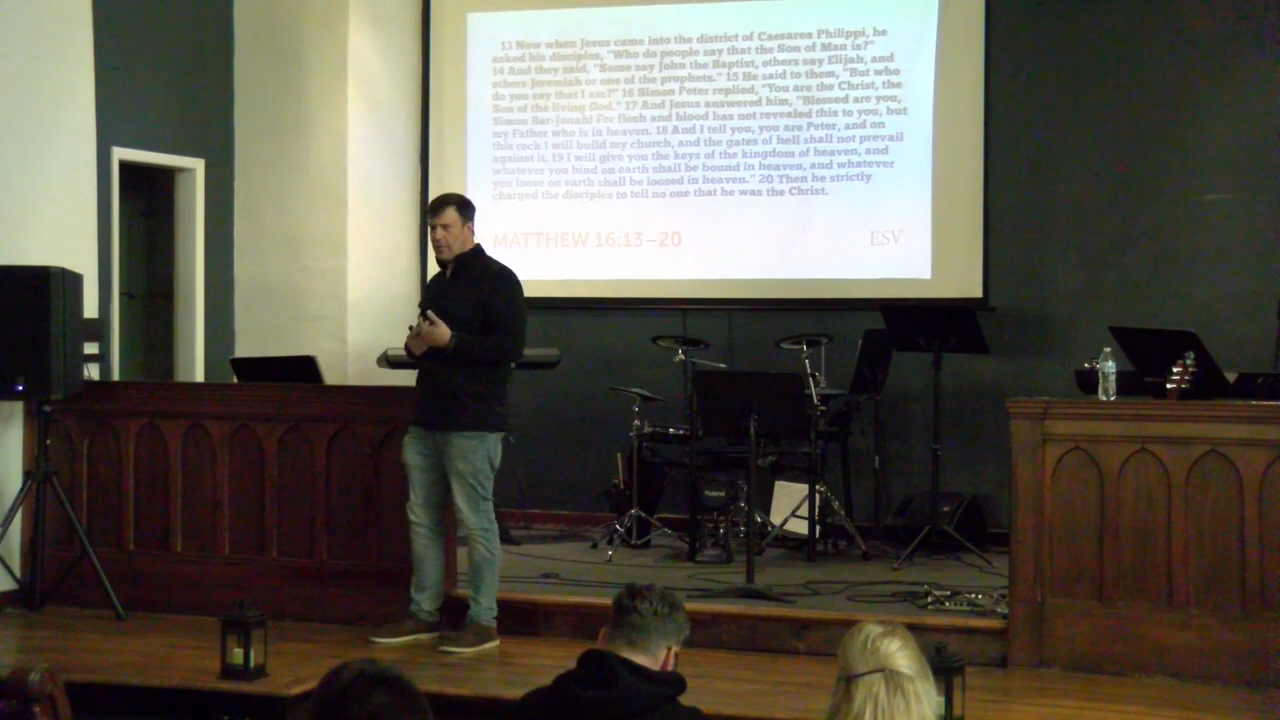 13 Now when Jesus came into the district of Caesarea Philippi, he
asked his disciples, "Who do people say that the Son of Man is?"
14 And they said, "Some say John the Baptist, others say Elijah, and
others Jeremiah or one of the prophets." 15 He said to them, "But who
do you say that I am?" 16 Simon Peter replied, "You are the Christ, the
Son of the living God." 17 And Jesus answered him, "Blessed are you,
Simon Bar-Jonah! For flesh and blood has not revealed this to you, but
my Father who is in heaven. 18 And I tell you, you are Peter, and on
this rock I will build my church, and the gates of hell shall not prevail
against it. 19 I will give you the keys of the kingdom of heaven, and
whatever you bind on earth shall be bound in heaven, and whatever
you loose on earth shall be loosed in heaven." 20 Then he strictly
charged the disciples to tell no one that he was the Christ.
MATTHEW 16:13–20
ESV
Roland